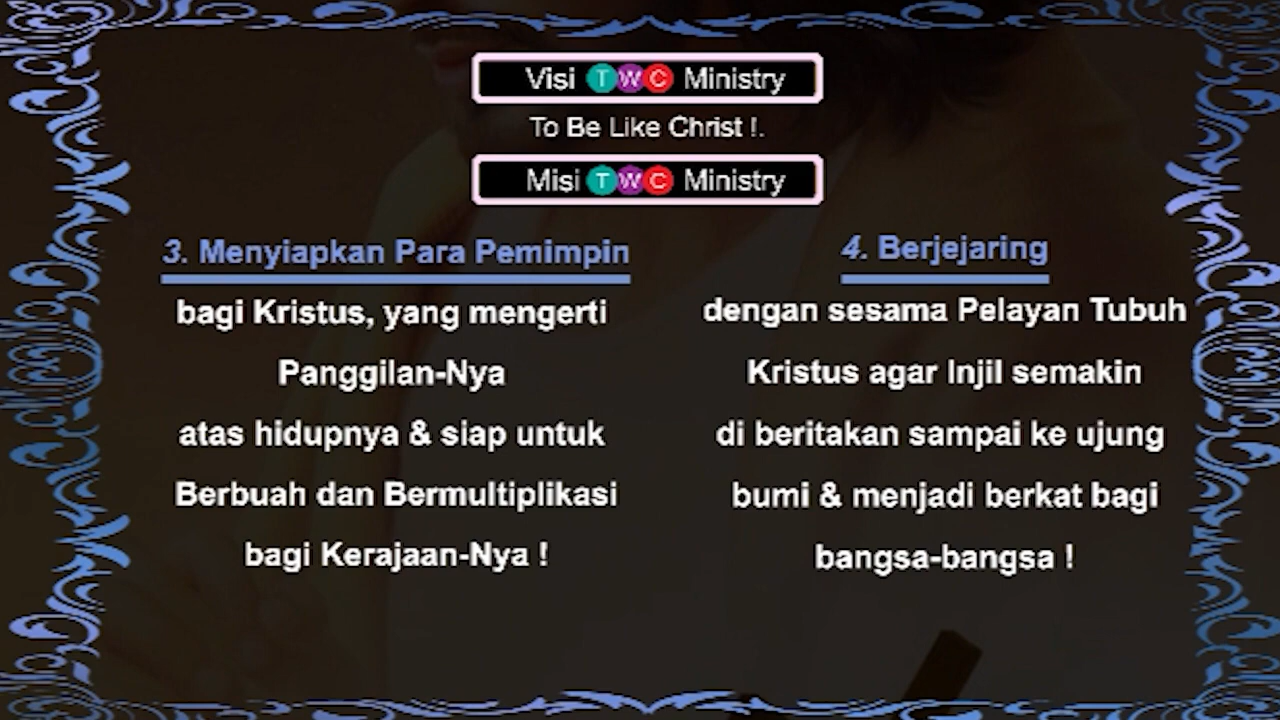 Visi TWC Ministry
To Be Like Christ !.
Misi TWC Ministry
3. Menyiapkan Para Pemimpin
bagi Kristus, yang mengerti
Panggilan-Nya
atas hidupnya & siap untuk
Berbuah dan Bermultiplikasi
bagi Kerajaan-Nya !
4. Berjejaring
dengan sesama Pelayan Tubuh
Kristus agar Injil semakin
di beritakan sampai ke ujung
bumi & menjadi berkat bagi
bangsa-bangsa !